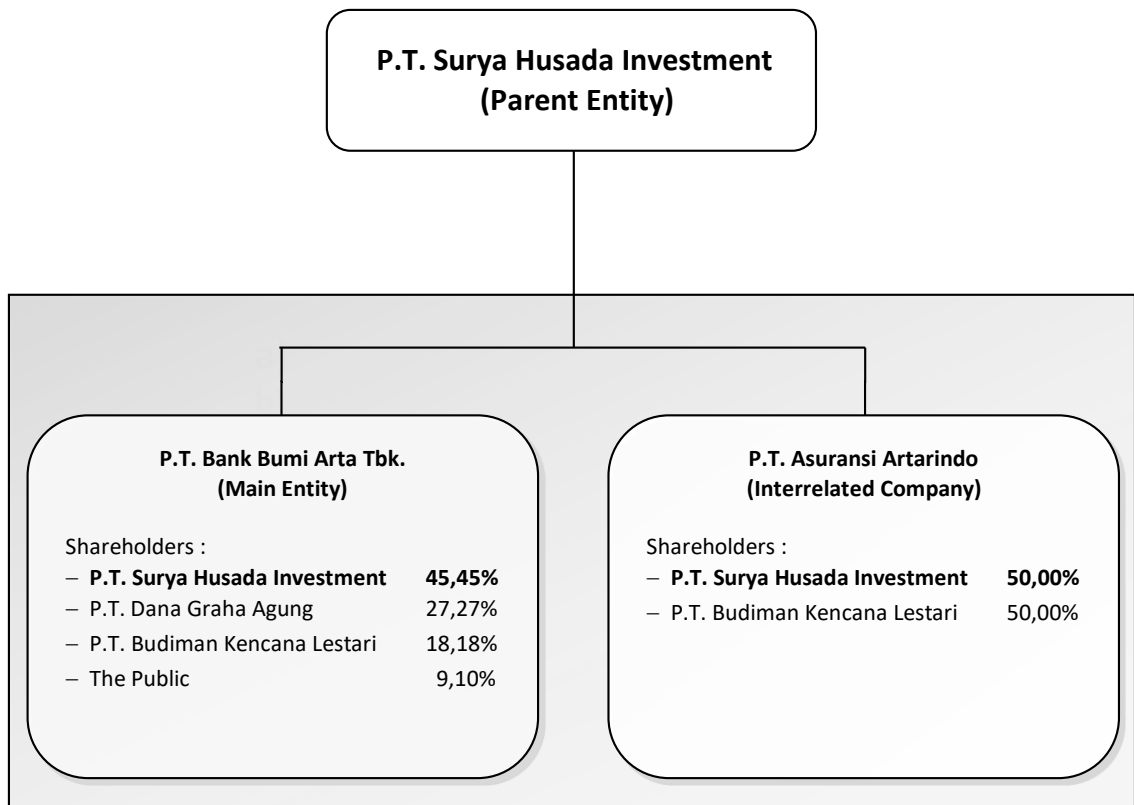 P.T. Surya Husada Investment
(Parent Entity)
P.T. Bank Bumi Arta Tbk.
(Main Entity)
Shareholders :
– P.T. Surya Husada Investment 45,45%
– P.T. Dana Graha Agung 27,27%
– P.T. Budiman Kencana Lestari 18,18%
– The Public 9,10%
P.T. Asuransi Artarindo
(Interrelated Company)
Shareholders :
– P.T. Surya Husada Investment 50,00%
– P.T. Budiman Kencana Lestari 50,00%